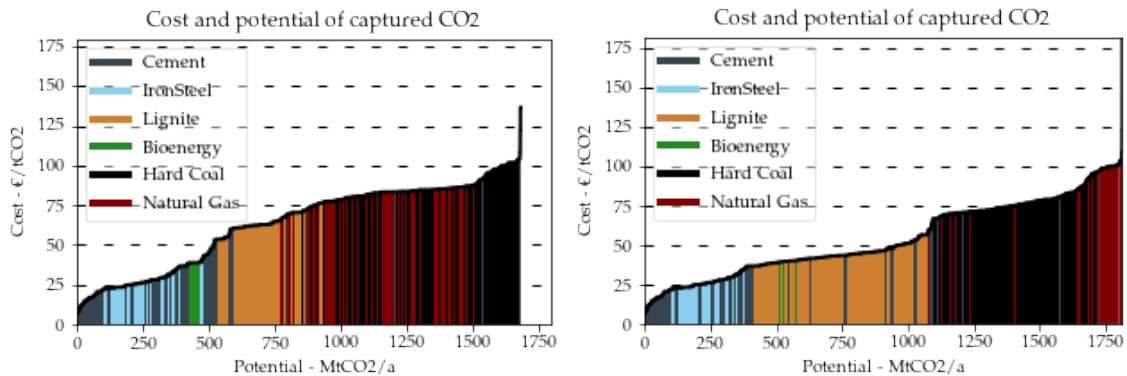 Cost and potential of captured CO2
175
150
125
100
75
50
25
0
Cost - €/tCO2
Cement
IronSteel
Lignite
Bioenergy
Hard Coal
Natural Gas
0 250 500 750 1000 1250 1500 1750
Potential - MtCO2/a
Cost and potential of captured CO2
175
150
125
100
75
50
25
0
Cost - €/tCO2
Cement
IronSteel
Lignite
Bioenergy
Hard Coal
Natural Gas
0 250 500 750 1000 1250 1500 1750
Potential - MtCO2/a